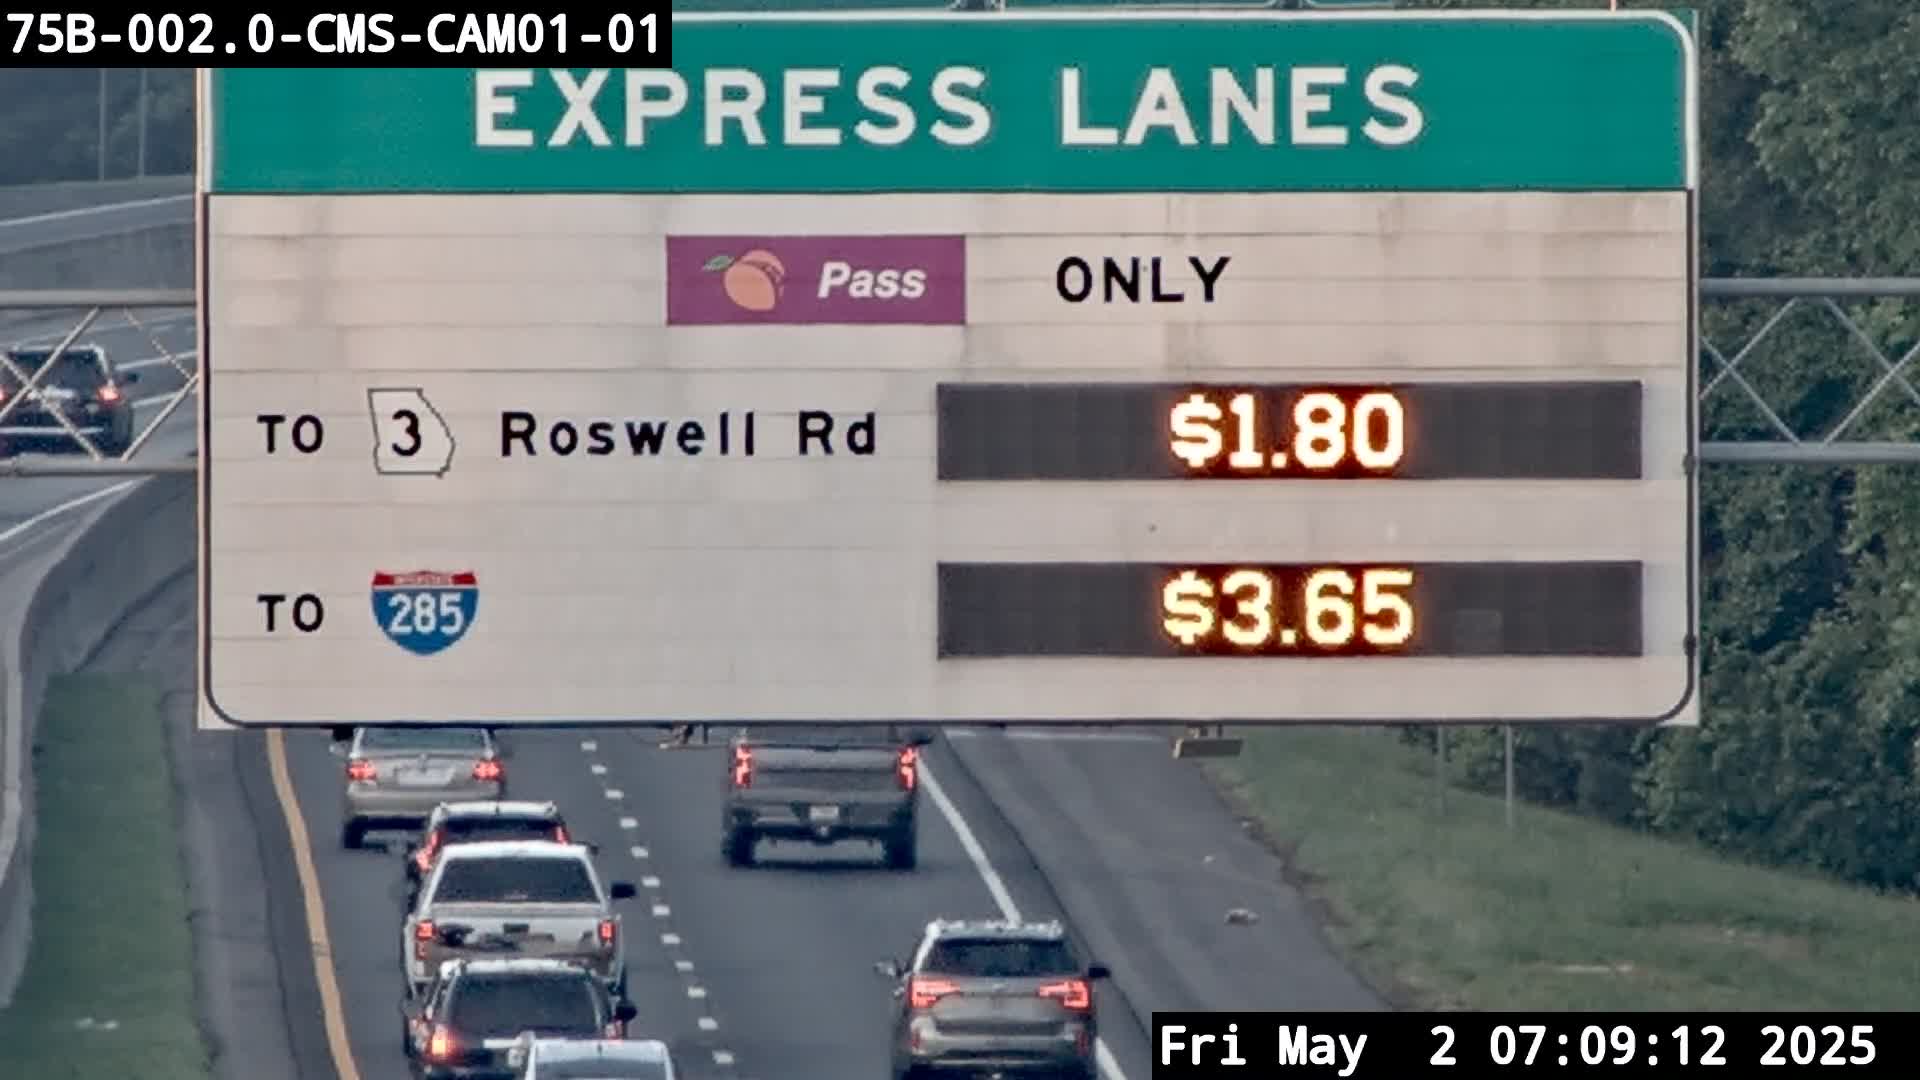 75B-002.0-CMS-CAM01-01
EXPRESS LANES
Pass ONLY
TO 3 Roswell Rd $1.80
TO INTERSTATE 285 $3.65
Fri May 2 07:09:12 2025